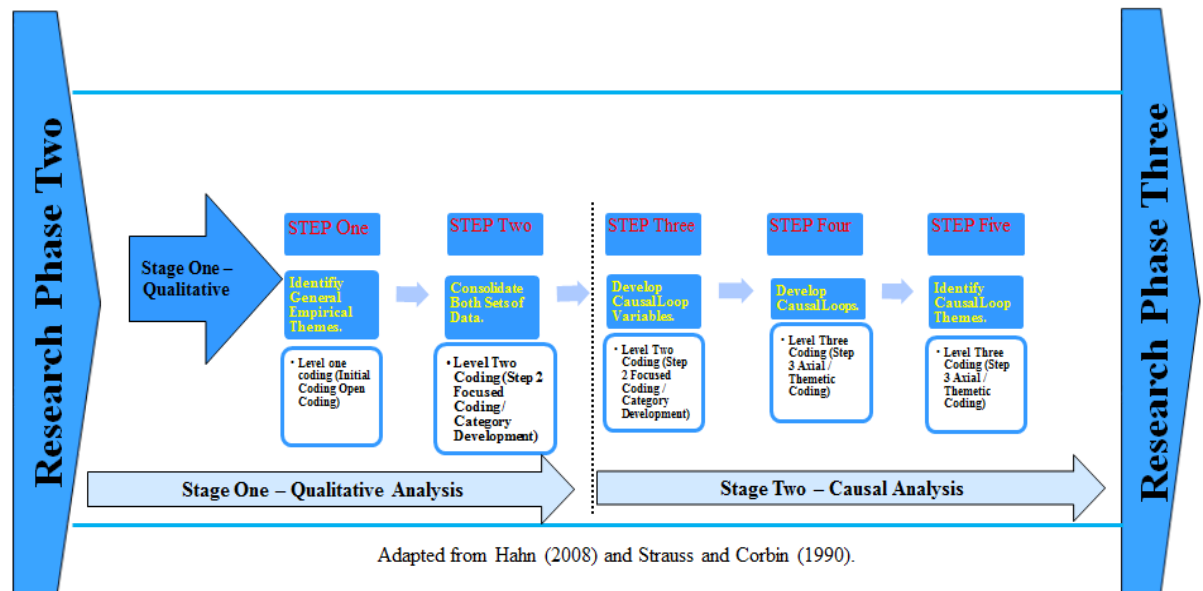 Research Phase Two
Stage One –
Qualitative
STEP One
Identifiy
General
Empirical
Themes.
• Level one
coding (Initial
Coding Open
Coding)
STEP Two
Consolidate
Both Sets of
Data.
• Level Two
Coding (Step 2
Focused
Coding/
Category
Development)
STEP Three
Develop
Causal Loop
Variables.
• Level Two
Coding (Step
2 Focused
Coding /
Category
Development)
STEP Four
Develop
Causal Loops.
• Level Three
Coding (Step
3 Axial /
Themetic
Coding)
STEP Five
Identify
Causal Loop
Themes.
• Level Three
Coding (Step
3 Axial /
Themetic
Coding)
Stage One – Qualitative Analysis
Stage Two – Causal Analysis
Research Phase Three
Adapted from Hahn (2008) and Strauss and Corbin (1990).